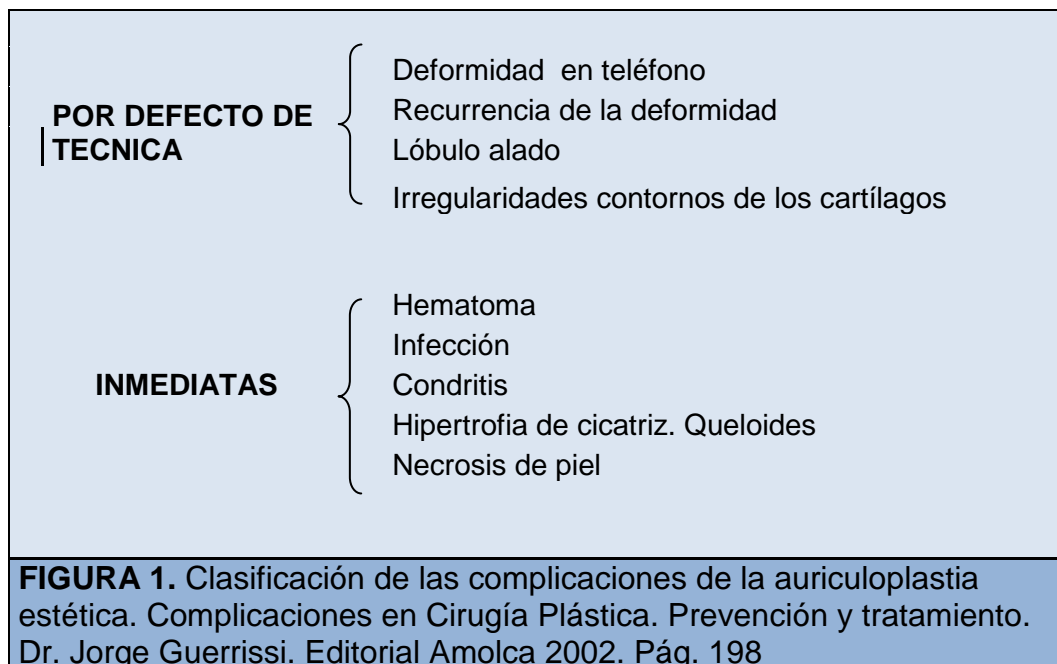 POR DEFECTO DE
TECNICA
Deformidad en teléfono
Recurrencia de la deformidad
Lóbulo alado
Irregularidades contornos de los cartílagos
INMEDIATAS
Hematoma
Infección
Condritis
Hipertrofia de cicatriz. Queloides
Necrosis de piel
FIGURA 1. Clasificación de las complicaciones de la auriculoplastia
estética. Complicaciones en Cirugía Plástica. Prevención y tratamiento.
Dr. Jorge Guerrissi. Editorial Amolca 2002. Pág. 198